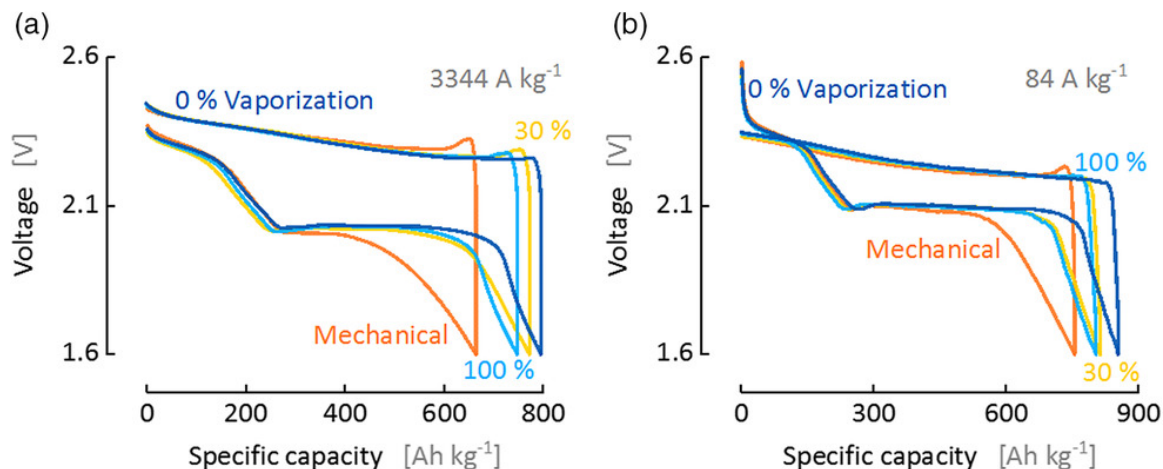 (a)
2.6
3344 A kg⁻¹
0 % Vaporization
30 %
2.1
Voltage [V]
Mechanical
1.6
100 %
0 200 400 600 800
Specific capacity [Ah kg⁻¹]
(b)
2.6
84 A kg⁻¹
0 % Vaporization
100 %
2.1
Voltage [V]
Mechanical
1.6
30 %
0 300 600 900
Specific capacity [Ah kg⁻¹]